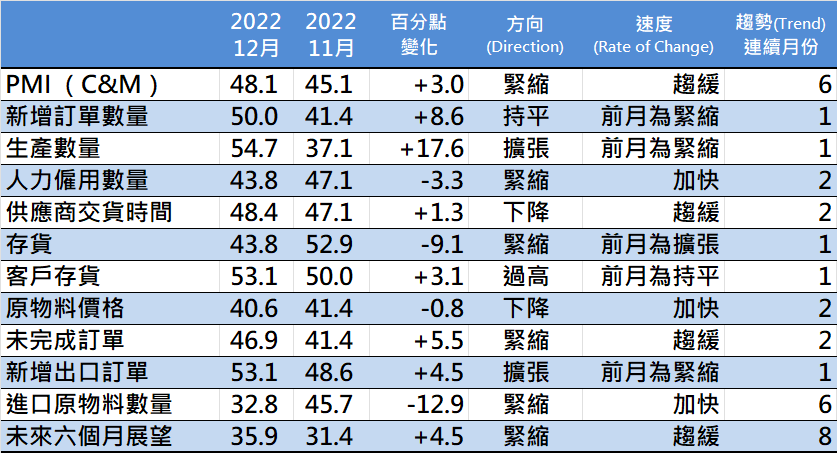 2022 12月 2022 11月 百分點變化 方向(Direction) 速度(Rate of Change) 趨勢(Trend)連續月份
PMI（C&M） 48.1 45.1 +3.0 緊縮 趨緩 6
新增訂單數量 50.0 41.4 +8.6 持平 前月為緊縮 1
生產數量 54.7 37.1 +17.6 擴張 前月為緊縮 1
人力僱用數量 43.8 47.1 -3.3 緊縮 加快 2
供應商交貨時間 48.4 47.1 +1.3 下降 趨緩 2
存貨 43.8 52.9 -9.1 緊縮 前月為擴張 1
客戶存貨 53.1 50.0 +3.1 過高 前月為持平 1
原物料價格 40.6 41.4 -0.8 下降 加快 2
未完成訂單 46.9 41.4 +5.5 緊縮 趨緩 2
新增出口訂單 53.1 48.6 +4.5 擴張 前月為緊縮 1
進口原物料數量 32.8 45.7 -12.9 緊縮 加快 6
未來六個月展望 35.9 31.4 +4.5 緊縮 趨緩 8